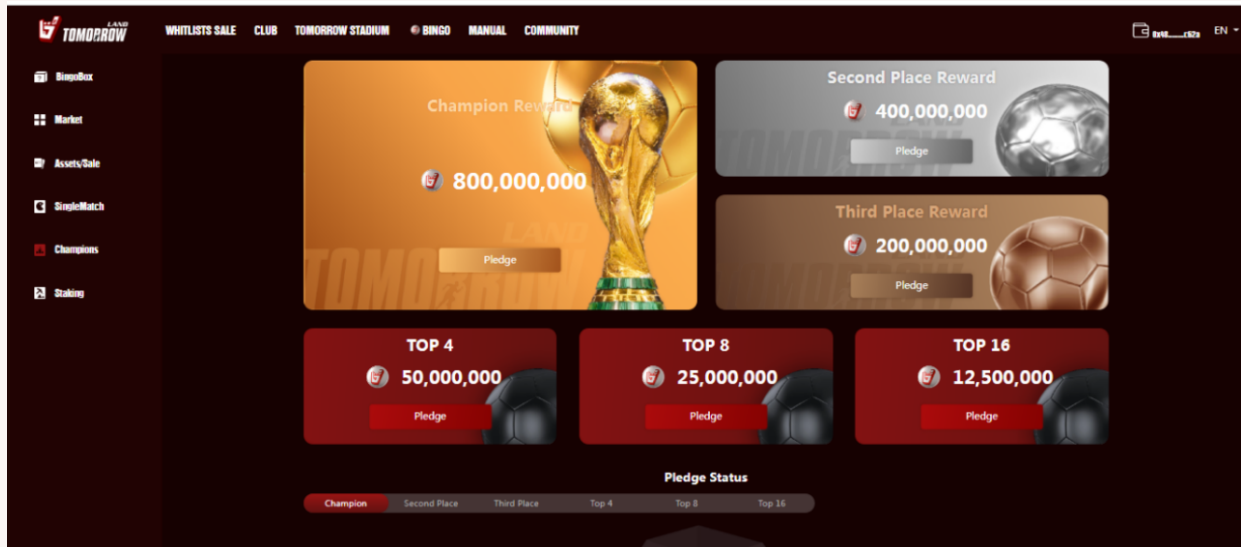 LAND
TOMORROW
WHITLISTS SALE CLUB TOMORROW STADIUM BINGO MANUAL COMMUNITY
EN
BingoBox
Market
Assets/Sale
SingleMatch
Champions
Staking
Champion Reward
800,000,000
LAND
TOMORROW
Pledge
Second Place Reward
400,000,000
Pledge
Third Place Reward
200,000,000
Pledge
TOP 4
50,000,000
Pledge
TOP 8
25,000,000
Pledge
TOP 16
12,500,000
Pledge
Pledge Status
Champion Second Place Third Place Top 4 Top 8 Top 16